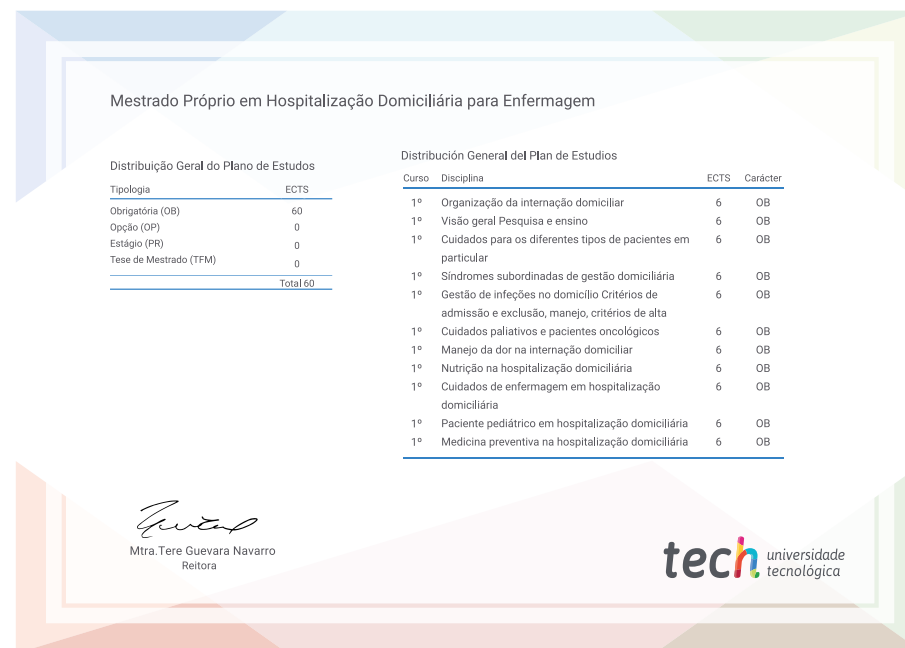 Mestrado Próprio em Hospitalização Domiciliária para Enfermagem
Distribuição Geral do Plano de Estudos
Tipologia ECTS
Obrigatória (OB) 60
Opção (OP) 0
Estágio (PR) 0
Tese de Mestrado (TFM) 0
Total 60
Distribución General del Plan de Estudios
Curso Disciplina ECTS Carácter
1º Organização da internação domiciliar 6 OB
1º Visão geral Pesquisa e ensino 6 OB
1º Cuidados para os diferentes tipos de pacientes em 6 OB
particular
1º Síndromes subordinadas de gestão domiciliária 6 OB
1º Gestão de infeções no domicílio Critérios de 6 OB
admissão e exclusão, manejo, critérios de alta
1º Cuidados paliativos e pacientes oncológicos 6 OB
1º Manejo da dor na internação domiciliar 6 OB
1º Nutrição na hospitalização domiciliária 6 OB
1º Cuidados de enfermagem em hospitalização 6 OB
domiciliária
1º Paciente pediátrico em hospitalização domiciliária 6 OB
1º Medicina preventiva na hospitalização domiciliária 6 OB
Mtra.Tere Guevara Navarro
Reitora
tech universidade
tecnológica